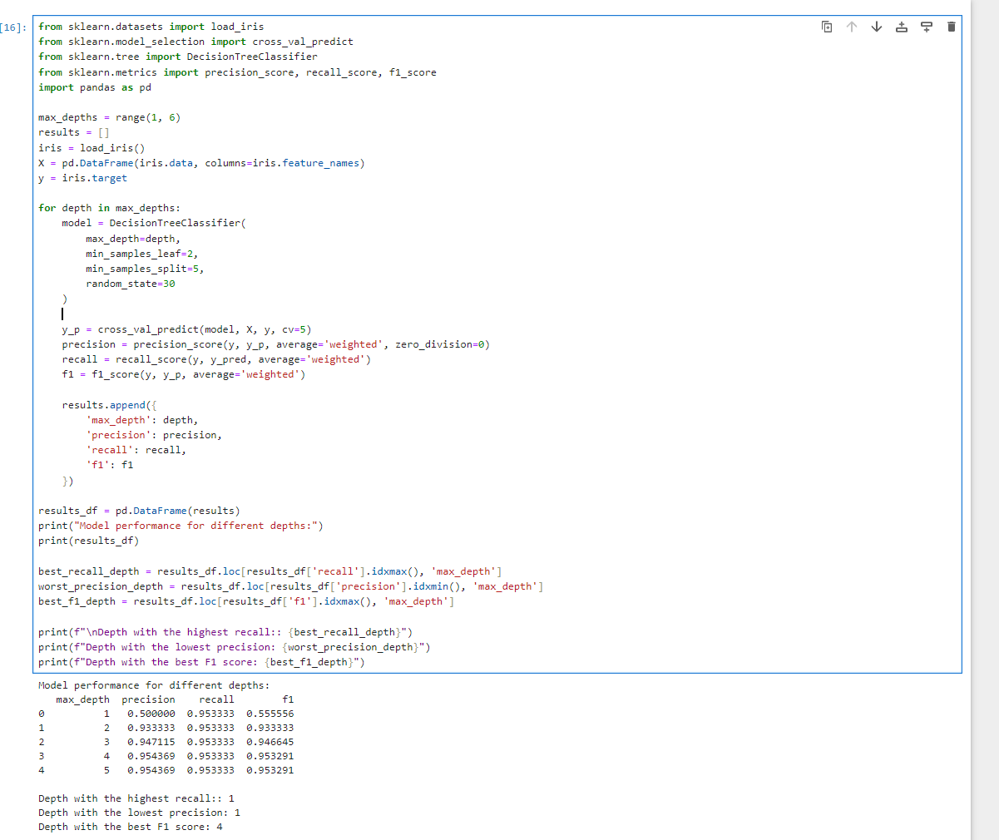 [16]:
from sklearn.datasets import load_iris
from sklearn.model_selection import cross_val_predict
from sklearn.tree import DecisionTreeClassifier
from sklearn.metrics import precision_score, recall_score, f1_score
import pandas as pd

max_depths = range(1, 6)
results = []
iris = load_iris()
X = pd.DataFrame(iris.data, columns=iris.feature_names)
y = iris.target

for depth in max_depths:
    model = DecisionTreeClassifier(
        max_depth=depth,
        min_samples_leaf=2,
        min_samples_split=5,
        random_state=30
    )

    y_p = cross_val_predict(model, X, y, cv=5)
    precision = precision_score(y, y_p, average='weighted', zero_division=0)
    recall = recall_score(y, y_pred, average='weighted')
    f1 = f1_score(y, y_p, average='weighted')

    results.append({
        'max_depth': depth,
        'precision': precision,
        'recall': recall,
        'f1': f1
    })

results_df = pd.DataFrame(results)
print("Model performance for different depths:")
print(results_df)

best_recall_depth = results_df.loc[results_df['recall'].idxmax(), 'max_depth']
worst_precision_depth = results_df.loc[results_df['precision'].idxmin(), 'max_depth']
best_f1_depth = results_df.loc[results_df['f1'].idxmax(), 'max_depth']

print(f"\nDepth with the highest recall:: {best_recall_depth}")
print(f"Depth with the lowest precision: {worst_precision_depth}")
print(f"Depth with the best F1 score: {best_f1_depth}")
Model performance for different depths:
   max_depth  precision    recall        f1
0          1   0.500000  0.953333  0.555556
1          2   0.933333  0.953333  0.933333
2          3   0.947115  0.953333  0.946645
3          4   0.954369  0.953333  0.953291
4          5   0.954369  0.953333  0.953291

Depth with the highest recall:: 1
Depth with the lowest precision: 1
Depth with the best F1 score: 4